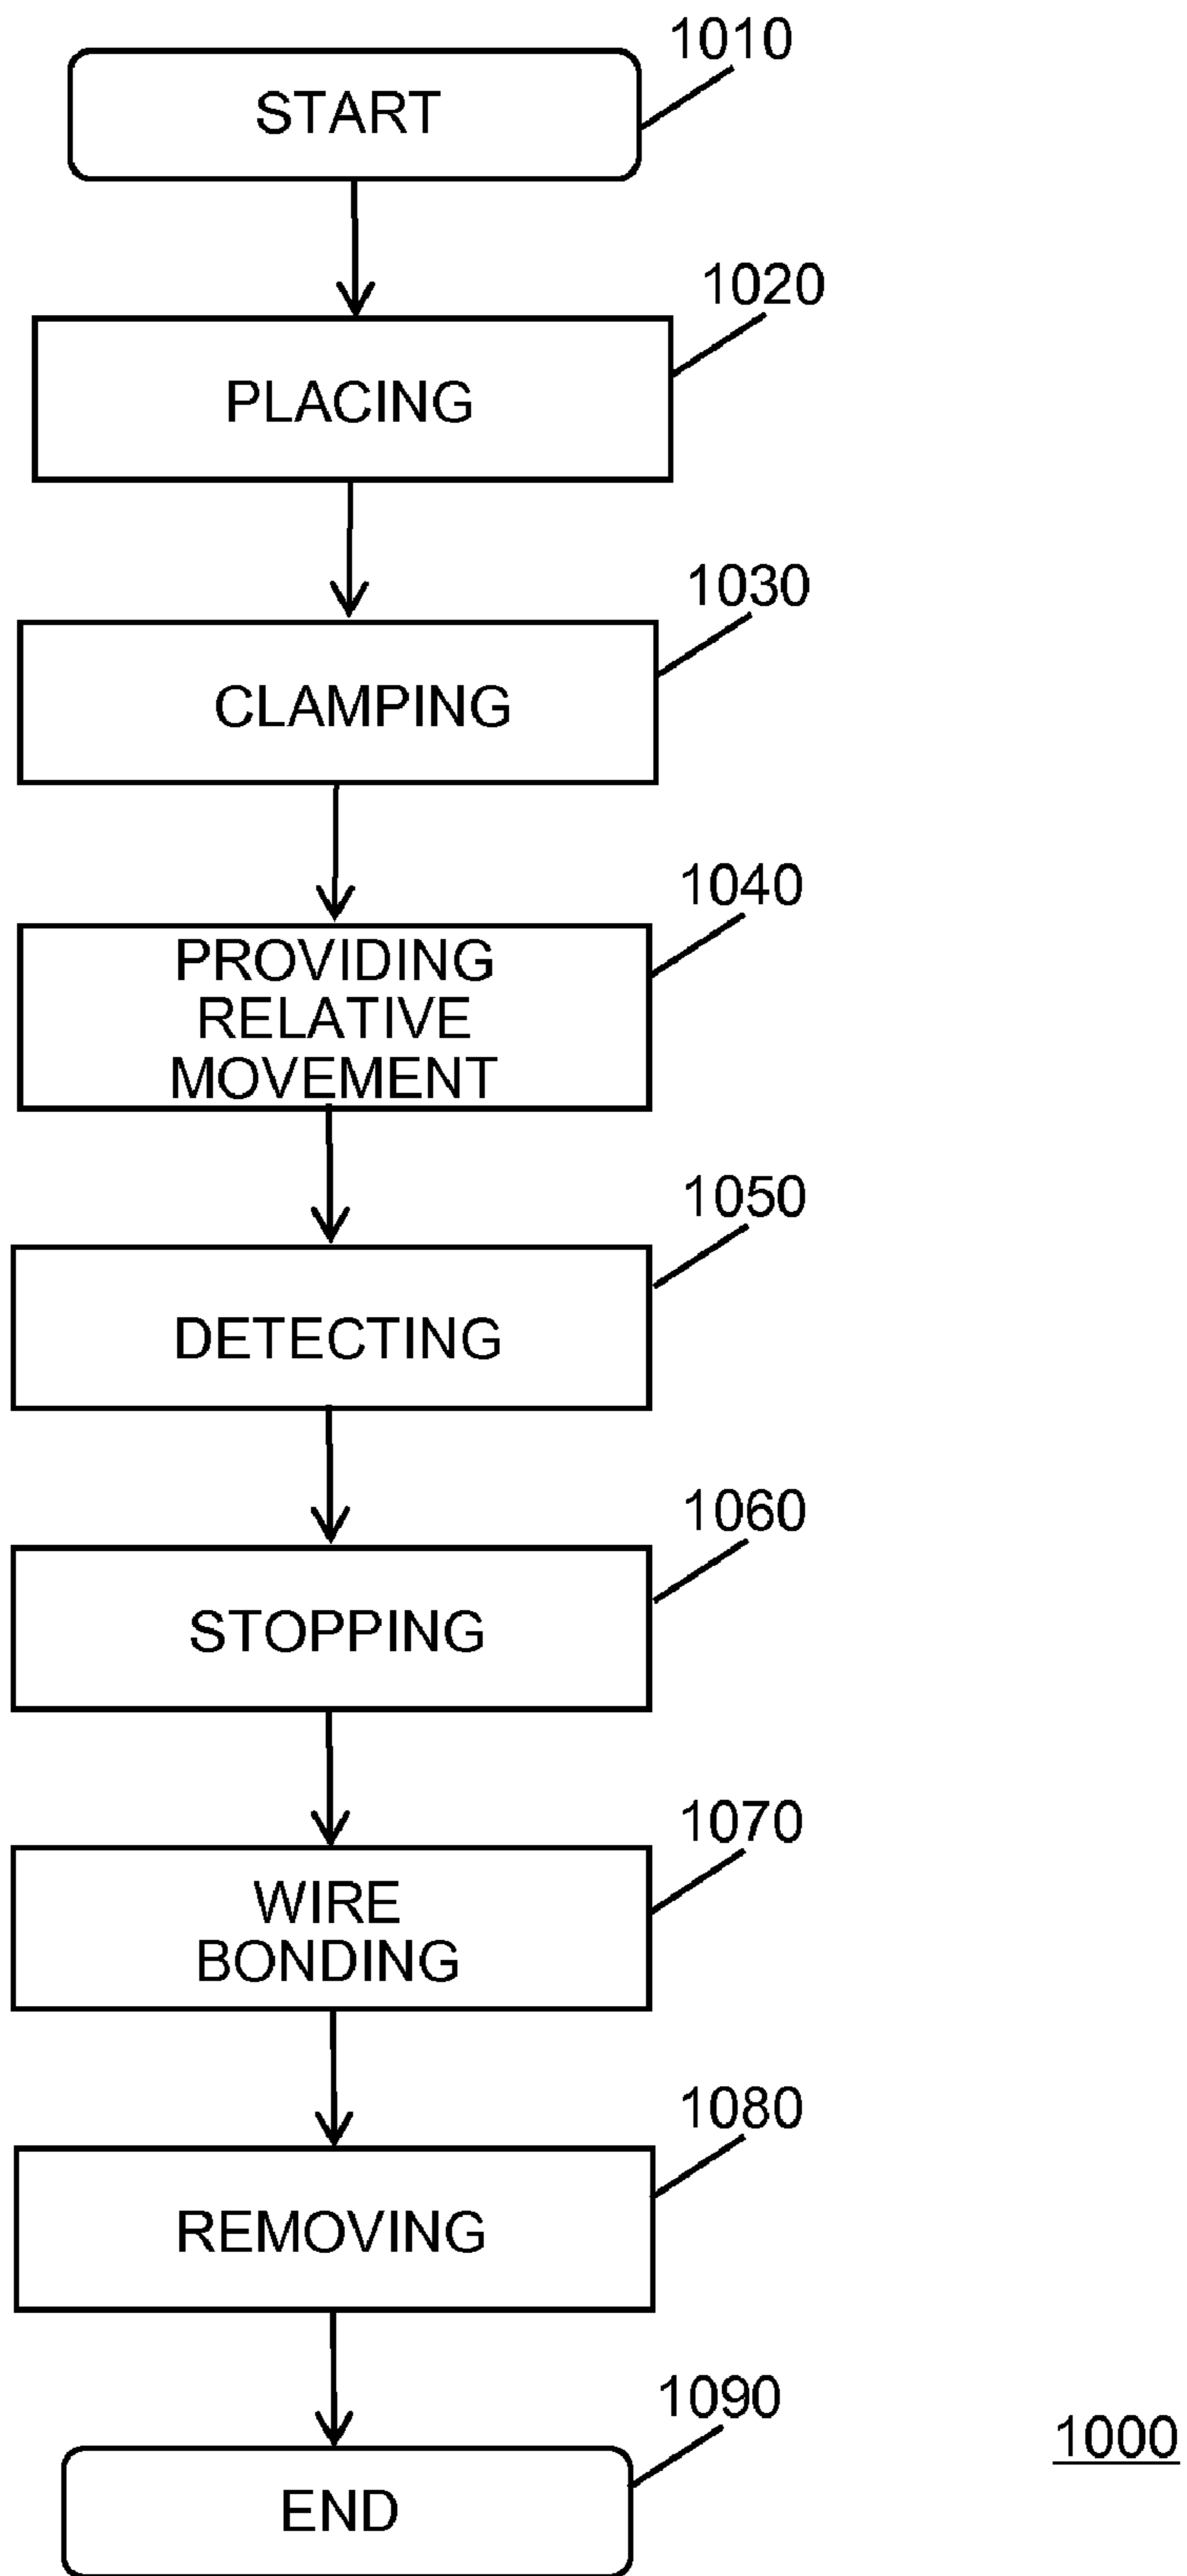 1010
START
1020
PLACING
1030
CLAMPING
1040
PROVIDING
RELATIVE
MOVEMENT
1050
DETECTING
1060
STOPPING
1070
WIRE
BONDING
1080
REMOVING
1090
END
1000